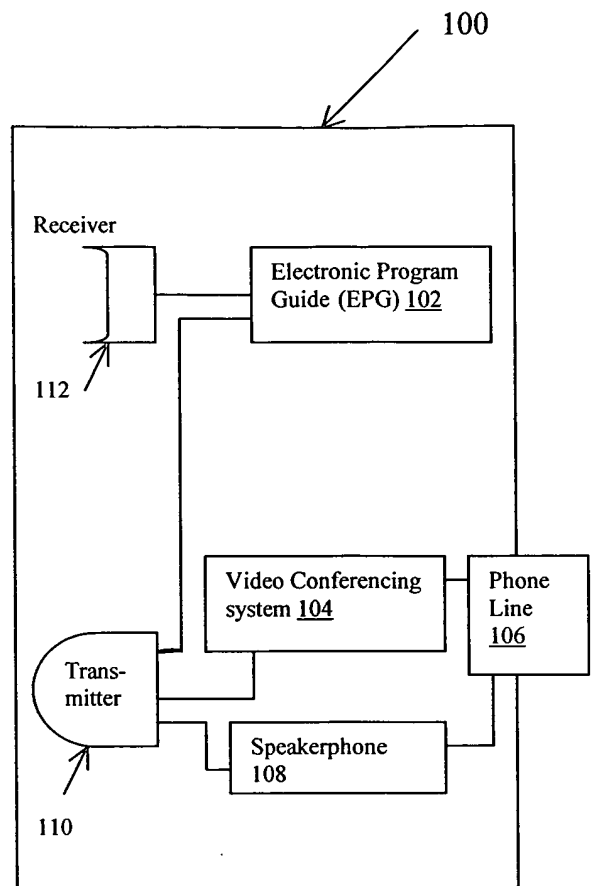 100
Receiver
Electronic Program
Guide (EPG) 102
112
Video Conferencing
system 104
Phone
Line
106
Trans-
mitter
Speakerphone
108
110